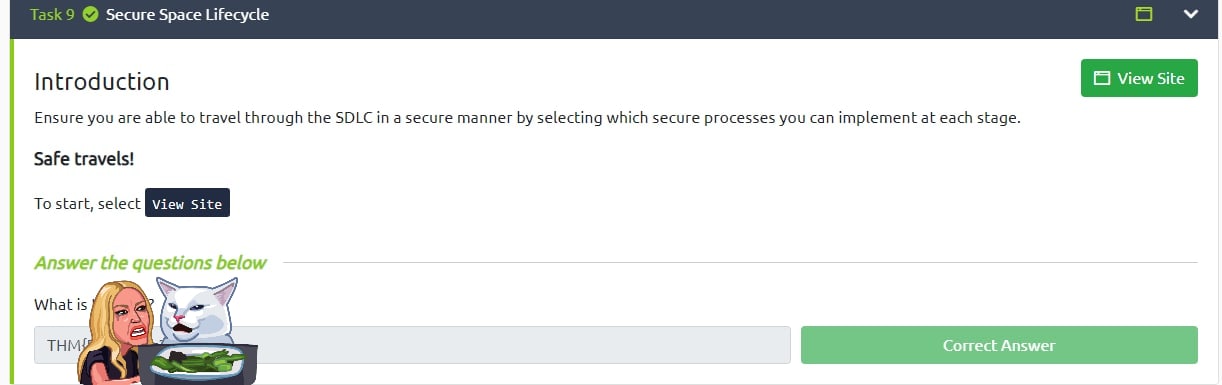 Task 9 Secure Space Lifecycle
Introduction
View Site
Ensure you are able to travel through the SDLC in a secure manner by selecting which secure processes you can implement at each stage.
Safe travels!
To start, select View Site
Answer the questions below
What is ?
THM{
Correct Answer